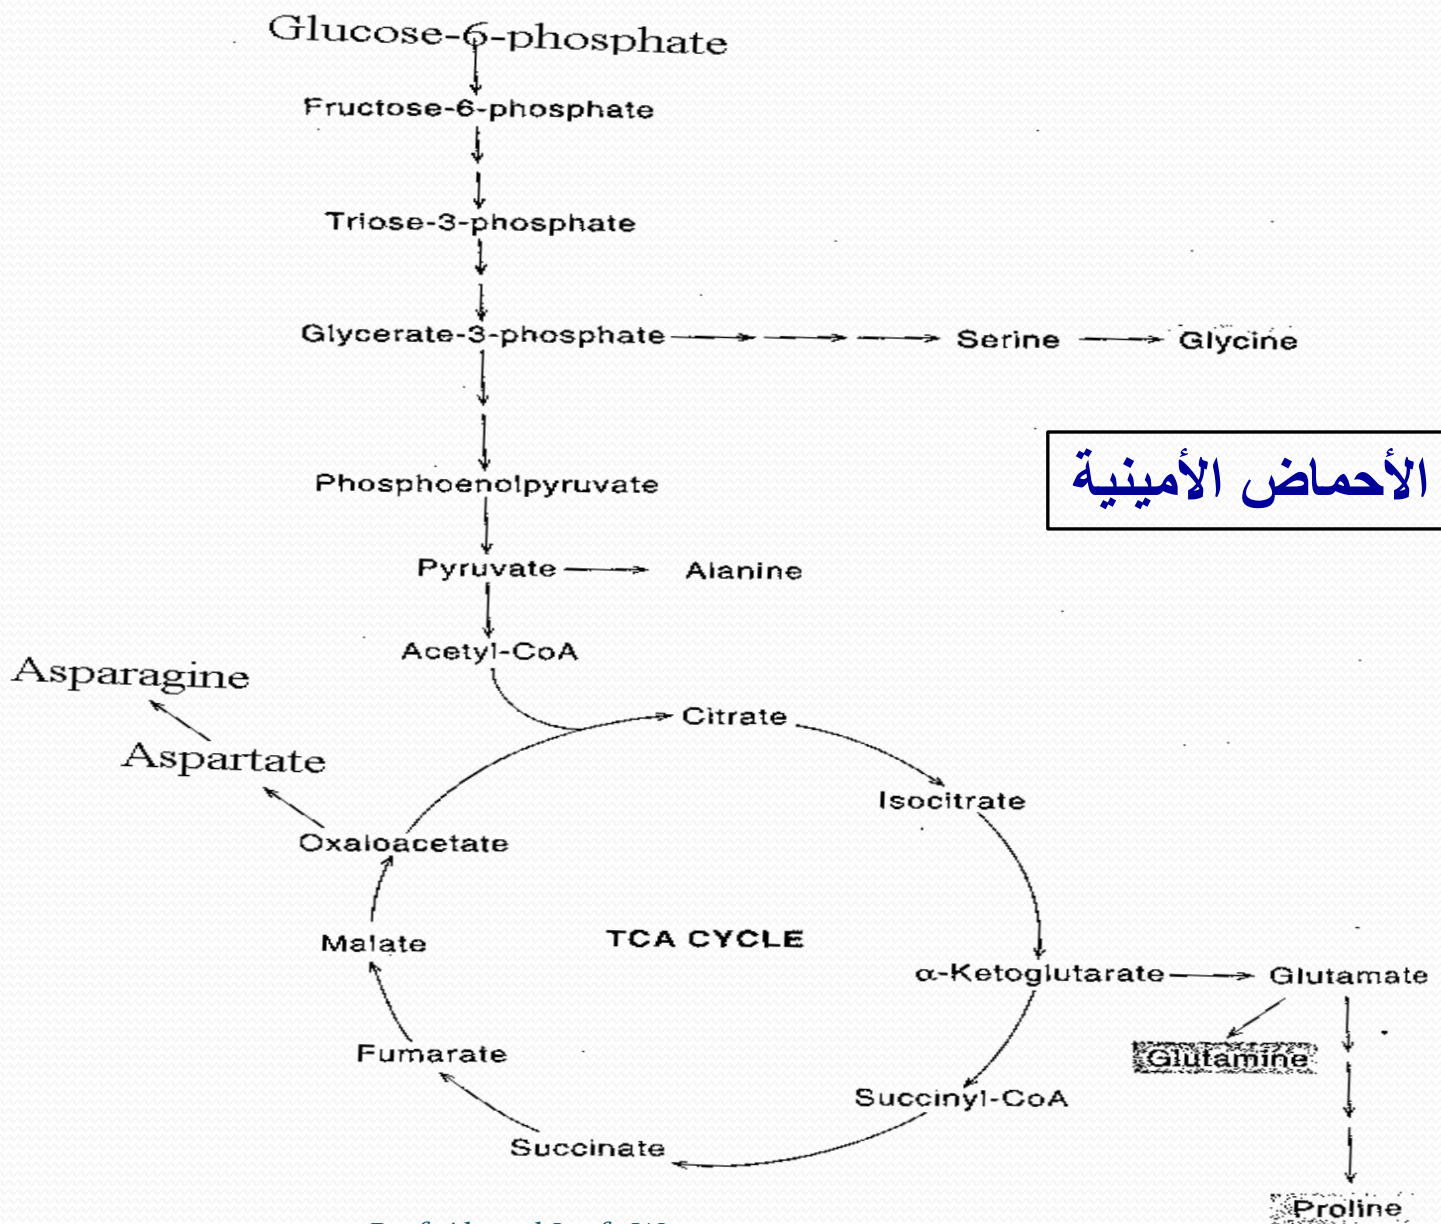 Glucose-6-phosphate
Fructose-6-phosphate
Triose-3-phosphate
Glycerate-3-phosphate
Serine
Glycine
الأحماض الأمينية
Phosphoenolpyruvate
Pyruvate
Alanine
Acetyl-CoA
Asparagine
Citrate
Aspartate
Isocitrate
Oxaloacetate
Malate
TCA CYCLE
α-Ketoglutarate
Glutamate
Fumarate
Glutamine
Succinyl-CoA
Succinate
Proline